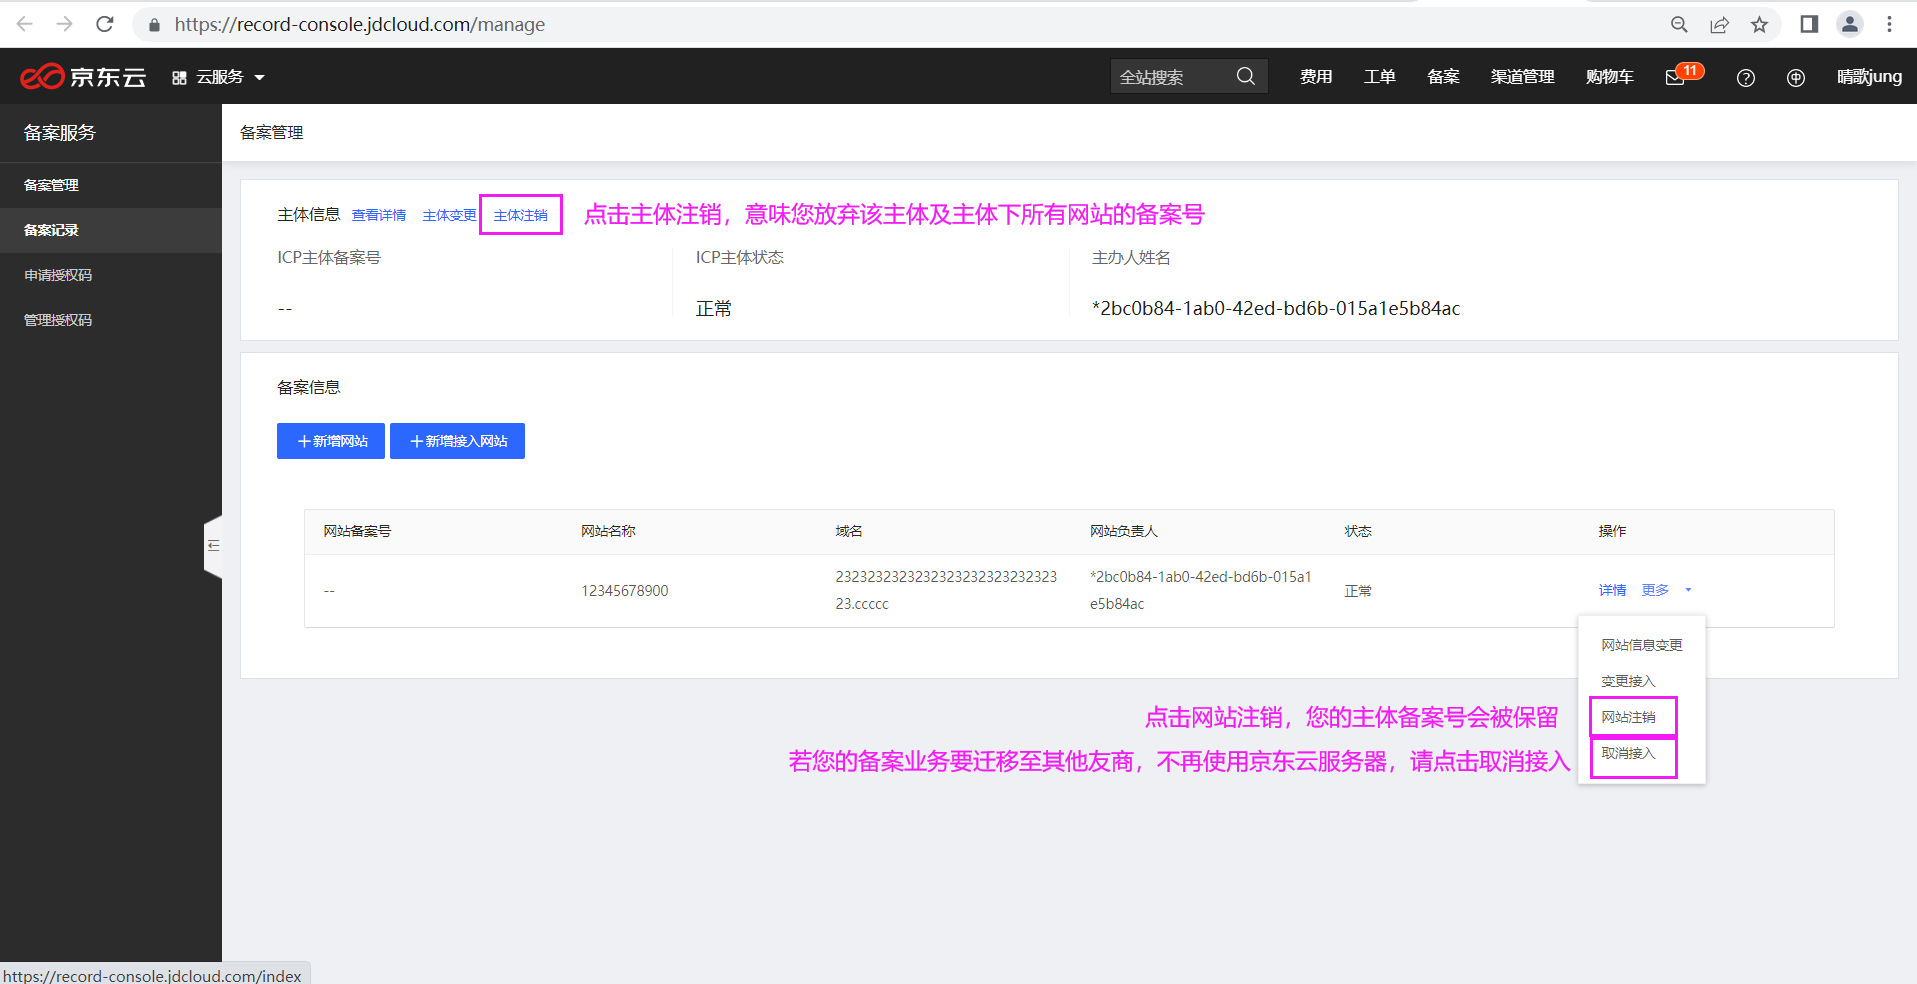 https://record-console.jdcloud.com/manage
京东云
云服务
全站搜索
费用
工单
备案
渠道管理
购物车
11
晴歌jung
备案服务
备案管理
备案记录
申请授权码
管理授权码
备案管理
主体信息 查看详情 主体变更 主体注销 点击主体注销，意味您放弃该主体及主体下所有网站的备案号
ICP主体备案号 ICP主体状态 主办人姓名
-- 正常 *2bc0b84-1ab0-42ed-bd6b-015a1e5b84ac
备案信息
+新增网站 +新增接入网站
网站备案号 网站名称 域名 网站负责人 状态 操作
-- 12345678900 2323232323232323232323232323 *2bc0b84-1ab0-42ed-bd6b-015a1 正常 详情 更多
23.ccccc e5b84ac
网站信息变更
变更接入
点击网站注销，您的主体备案号会被保留 网站注销
若您的备案业务要迁移至其他友商，不再使用京东云服务器，请点击取消接入 取消接入
https://record-console.jdcloud.com/index